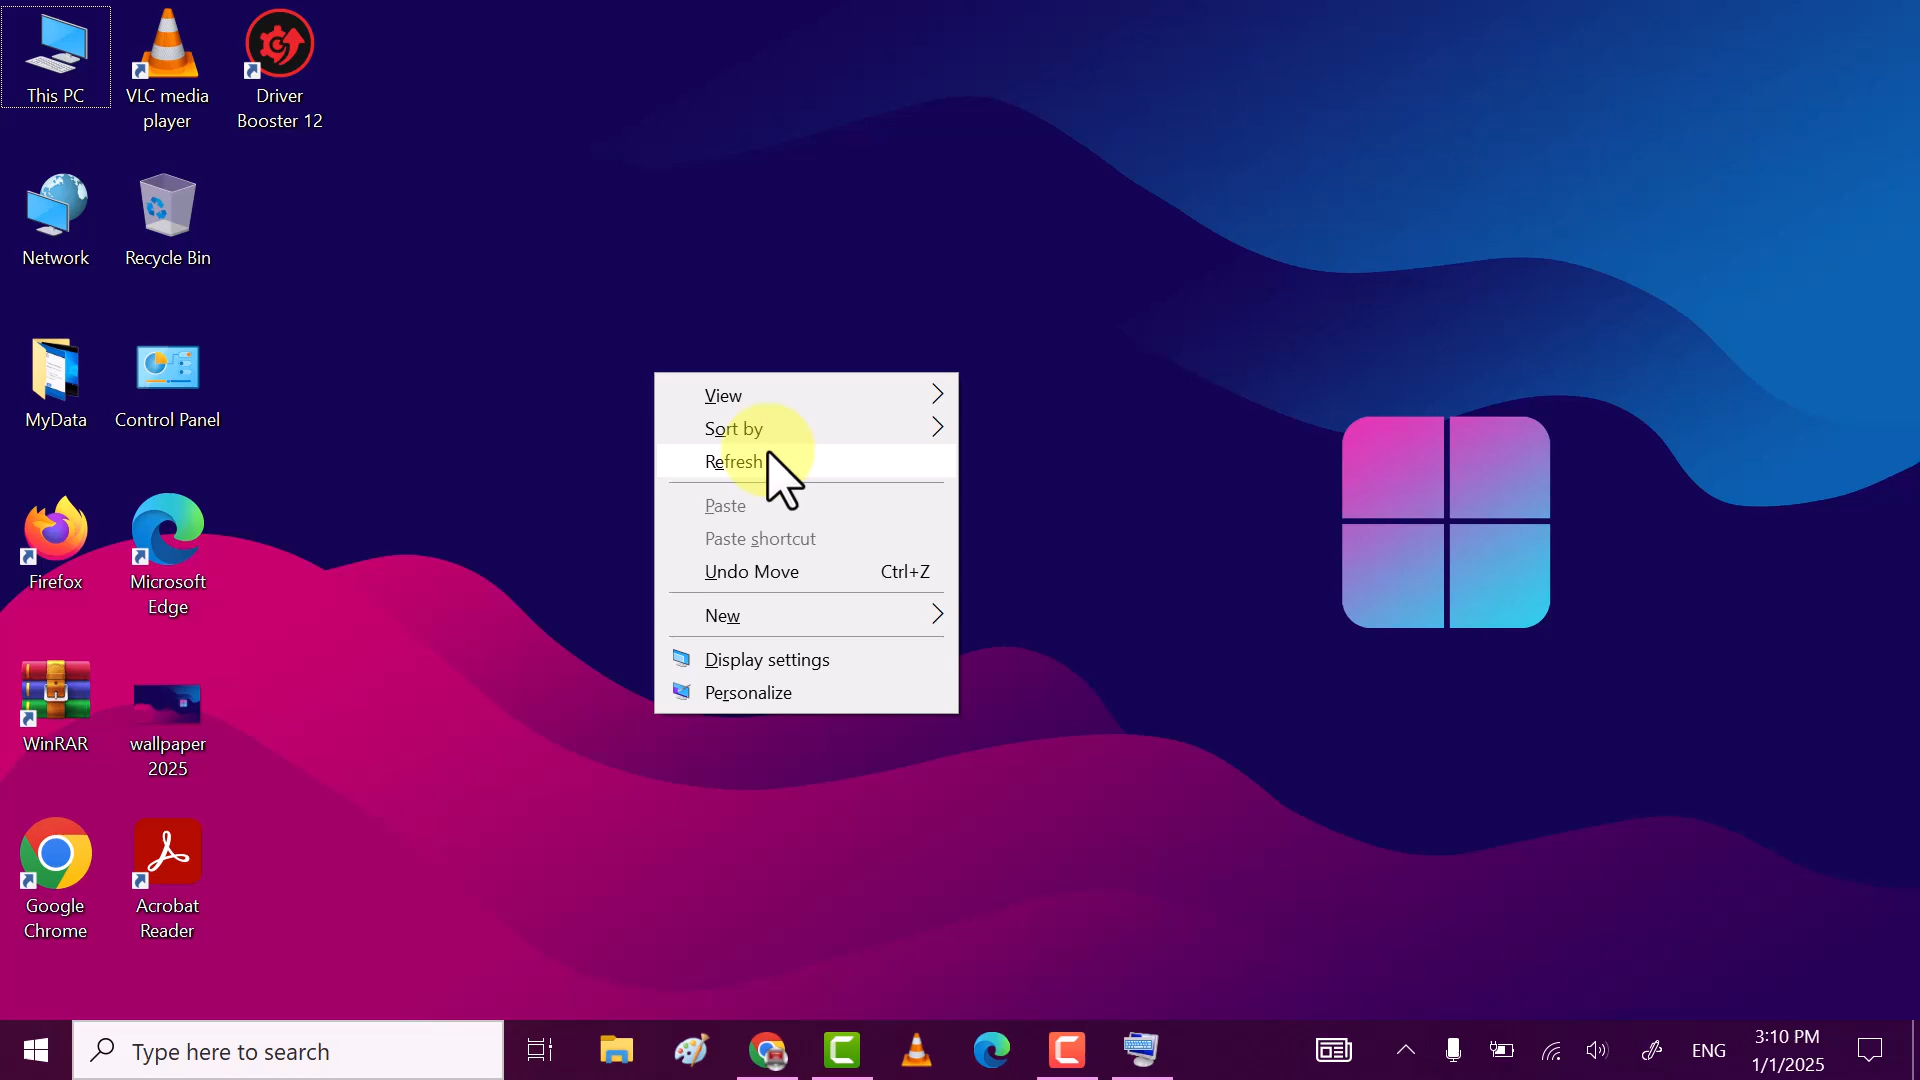 This PC
VLC media
player
Driver
Booster 12
Network
Recycle Bin
MyData
Control Panel
Firefox
Microsoft
Edge
WinRAR
wallpaper
2025
Google
Chrome
Acrobat
Reader
View
Sort by
Refresh
Paste
Paste shortcut
Undo Move Ctrl+Z
New
Display settings
Personalize
Type here to search
ENG
3:10 PM
1/1/2025